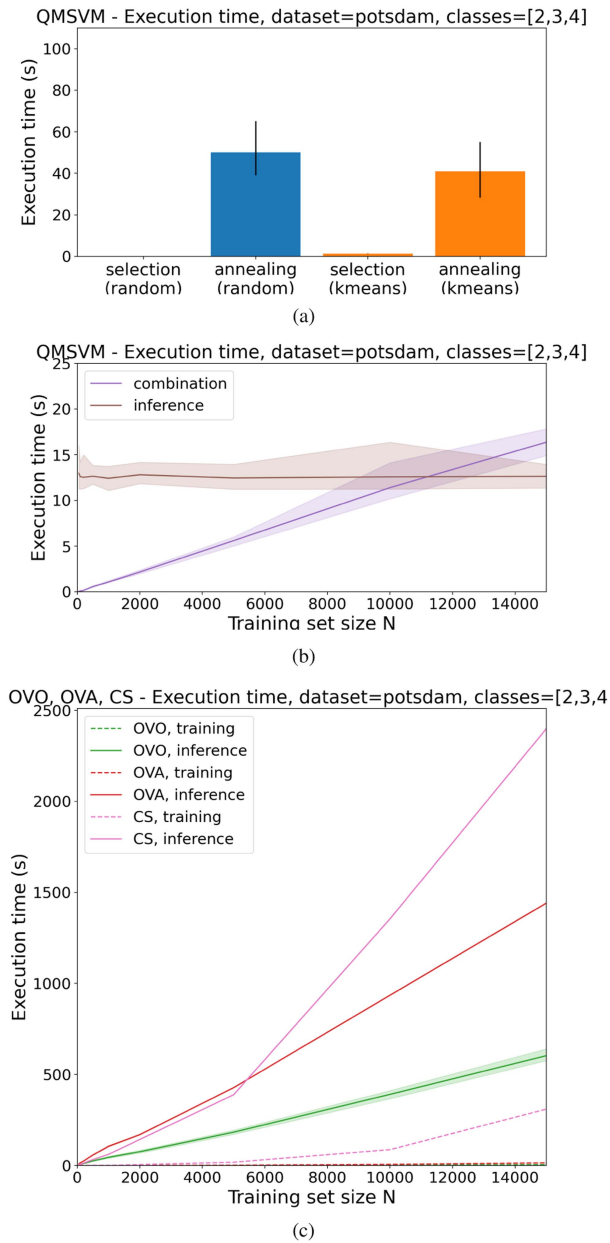 QMSVM - Execution time, dataset=potsdam, classes=[2,3,4]
100
80
60
40
20
0
Execution time (s)
selection (random)
annealing (random)
selection (kmeans)
annealing (kmeans)
(a)
QMSVM - Execution time, dataset=potsdam, classes=[2,3,4]
combination
inference
25
20
15
10
5
0
Execution time (s)
0 2000 4000 6000 8000 10000 12000 14000
Training set size N
(b)
OVO, OVA, CS - Execution time, dataset=potsdam, classes=[2,3,4
OVO, training
OVO, inference
OVA, training
OVA, inference
CS, training
CS, inference
2500
2000
1500
1000
500
0
Execution time (s)
0 2000 4000 6000 8000 10000 12000 14000
Training set size N
(c)